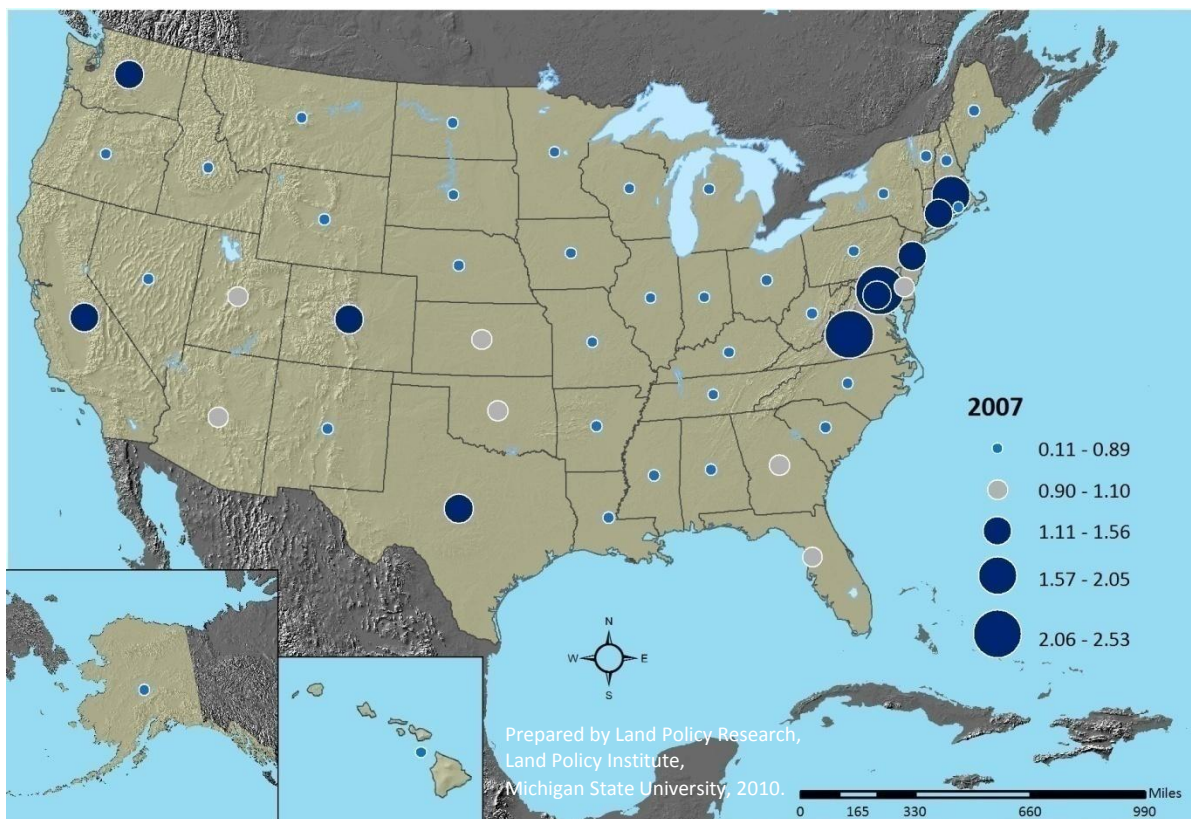 2007
0.11 - 0.89
0.90 - 1.10
1.11 - 1.56
1.57 - 2.05
2.06 - 2.53
N
W E
S
Prepared by Land Policy Research,
Land Policy Institute,
Michigan State University, 2010.
Miles
0 165 330 660 990